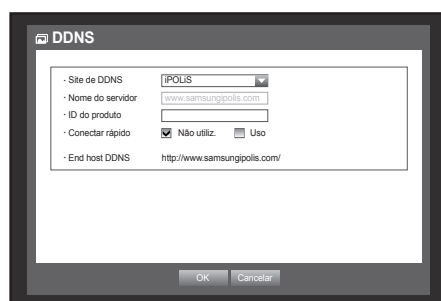 DDNS
· Site de DDNS iPOLiS
· Nome do servidor www.samsungipolis.com
· ID do produto
· Conectar rápido Não utiliz. Uso
· End host DDNS http://www.samsungipolis.com/
OK Cancelar